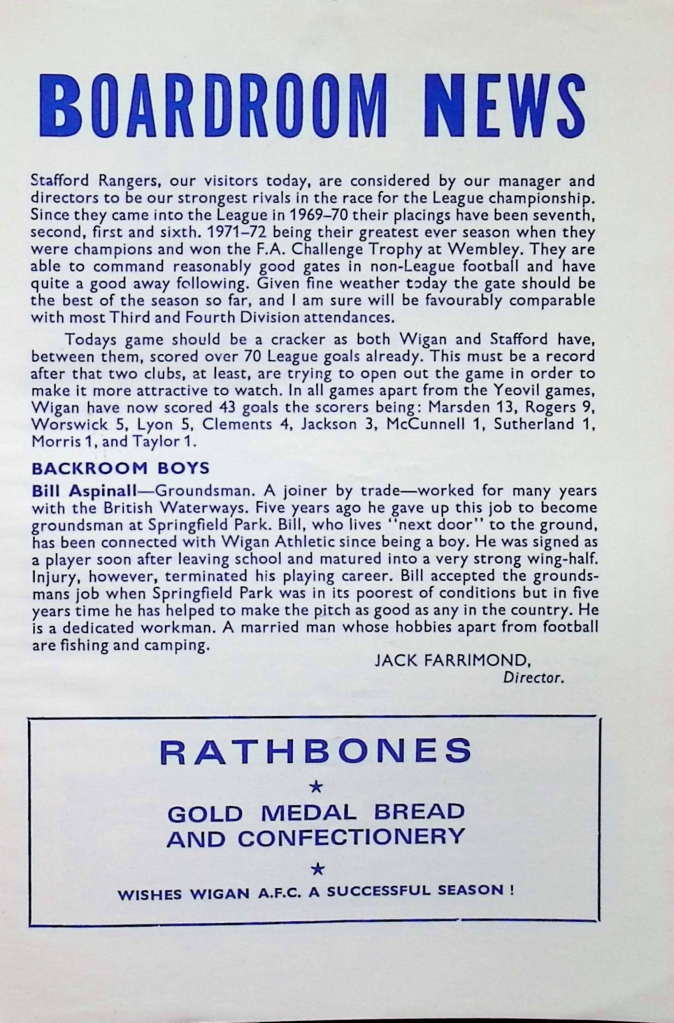 BOARDROOM NEWS
Stafford Rangers, our visitors today, are considered by our manager and
directors to be our strongest rivals in the race for the League championship.
Since they came into the League in 1969–70 their placings have been seventh,
second, first and sixth. 1971–72 being their greatest ever season when they
were champions and won the F.A. Challenge Trophy at Wembley. They are
able to command reasonably good gates in non-League football and have
quite a good away following. Given fine weather today the gate should be
the best of the season so far, and I am sure will be favourably comparable
with most Third and Fourth Division attendances.
Todays game should be a cracker as both Wigan and Stafford have,
between them, scored over 70 League goals already. This must be a record
after that two clubs, at least, are trying to open out the game in order to
make it more attractive to watch. In all games apart from the Yeovil games,
Wigan have now scored 43 goals the scorers being: Marsden 13, Rogers 9,
Worswick 5, Lyon 5, Clements 4, Jackson 3, McCunnell 1, Sutherland 1,
Morris 1, and Taylor 1.
BACKROOM BOYS
Bill Aspinall—Groundsman. A joiner by trade—worked for many years
with the British Waterways. Five years ago he gave up this job to become
groundsman at Springfield Park. Bill, who lives "next door" to the ground,
has been connected with Wigan Athletic since being a boy. He was signed as
a player soon after leaving school and matured into a very strong wing-half.
Injury, however, terminated his playing career. Bill accepted the grounds-
mans job when Springfield Park was in its poorest of conditions but in five
years time he has helped to make the pitch as good as any in the country. He
is a dedicated workman. A married man whose hobbies apart from football
are fishing and camping.
JACK FARRIMOND,
Director.
RATHBONES
★
GOLD MEDAL BREAD
AND CONFECTIONERY
★
WISHES WIGAN A.F.C. A SUCCESSFUL SEASON !